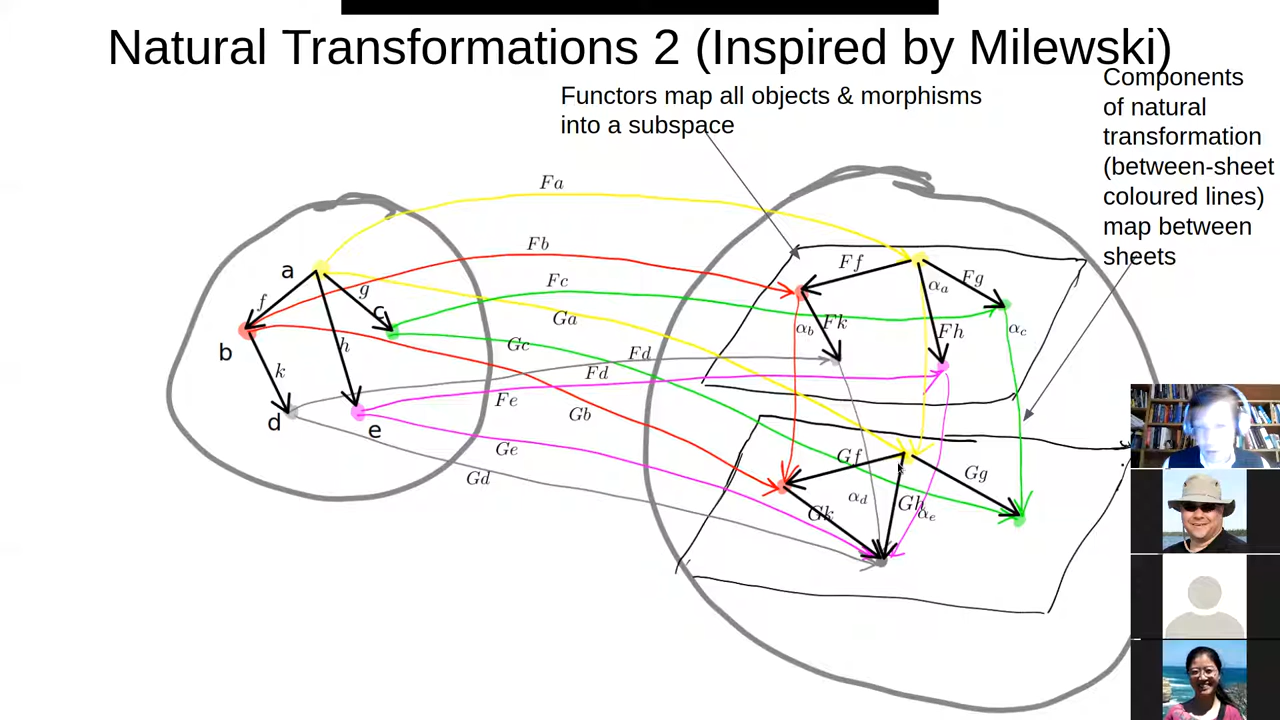 Natural Transformations 2 (Inspired by Milewski)
Functors map all objects & morphisms
into a subspace
Components
of natural
transformation
(between-sheet
coloured lines)
map between
sheets
Fa
Fb
Fc
Ga
Gc
Fd
Fd
Fe
Gb
Ge
Gd
a
f
g
c
b
h
k
d
e
Ff
Fg
αa
αb
Fk
Fh
αc
Gf
Gg
αd
Gh
Gk
αe